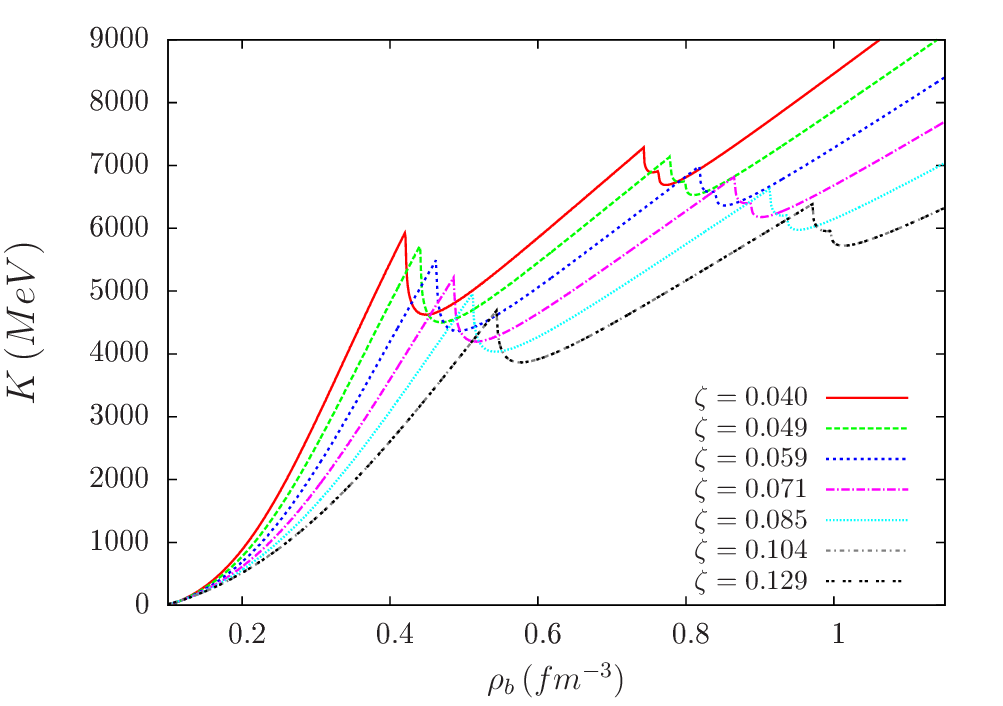 9000
8000
7000
6000
5000
4000
3000
2000
1000
0
K (MeV)
ζ = 0.040
ζ = 0.049
ζ = 0.059
ζ = 0.071
ζ = 0.085
ζ = 0.104
ζ = 0.129
0.2 0.4 0.6 0.8 1
ρ_b (fm⁻³)